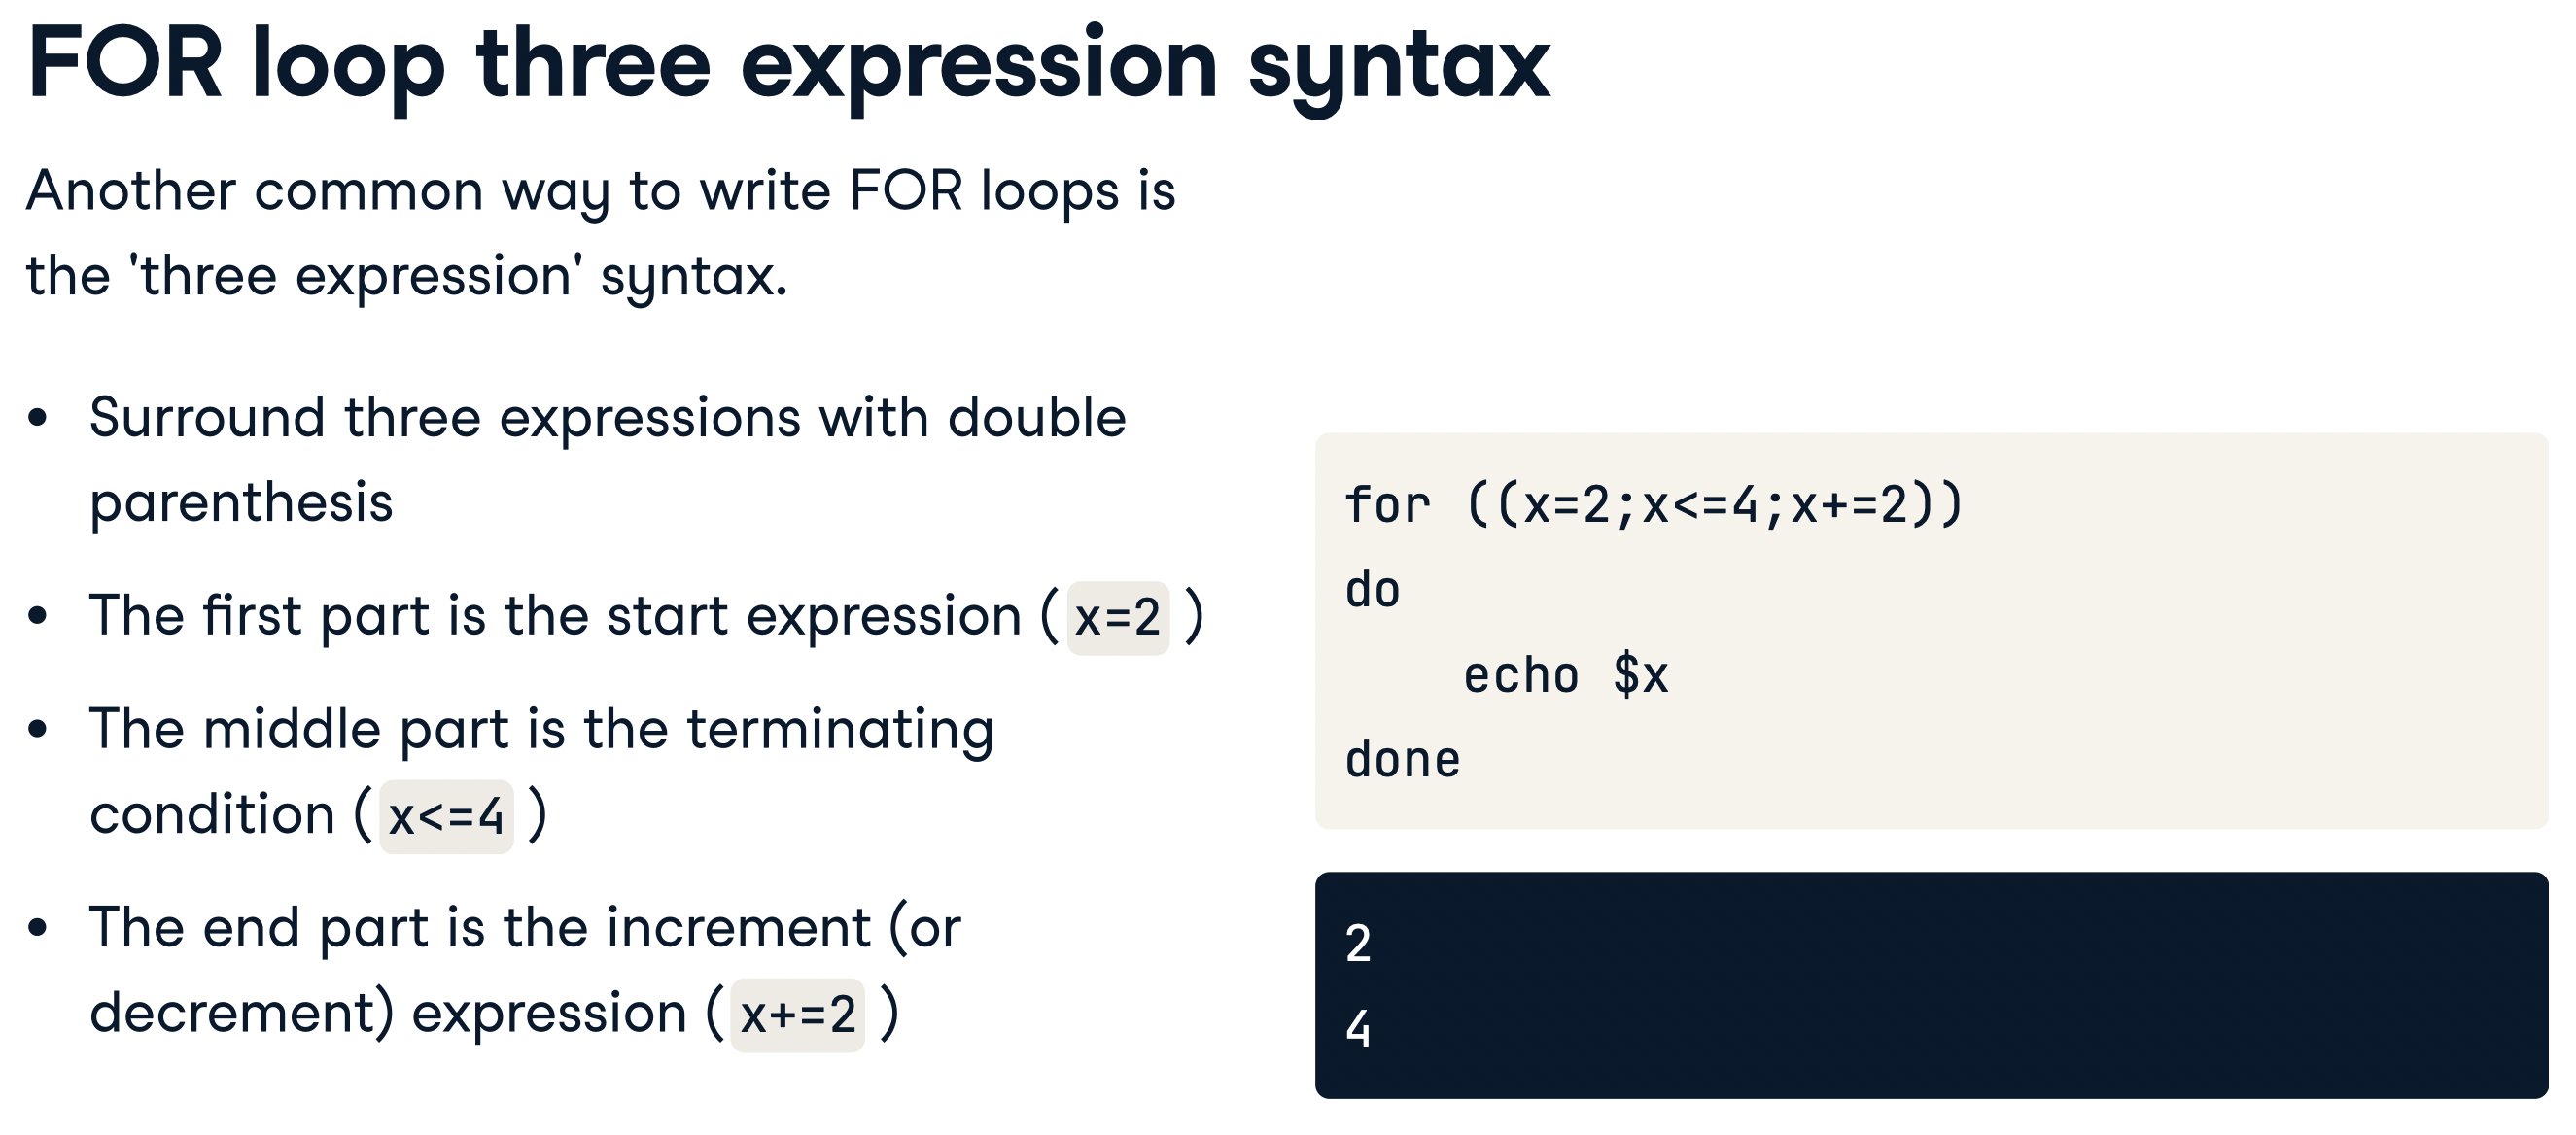 FOR loop three expression syntax
Another common way to write FOR loops is
the 'three expression' syntax.
• Surround three expressions with double
parenthesis
• The first part is the start expression ( x=2 )
• The middle part is the terminating
condition ( x<=4 )
• The end part is the increment (or
decrement) expression ( x+=2 )
for ((x=2;x<=4;x+=2))
do
    echo $x
done
2
4